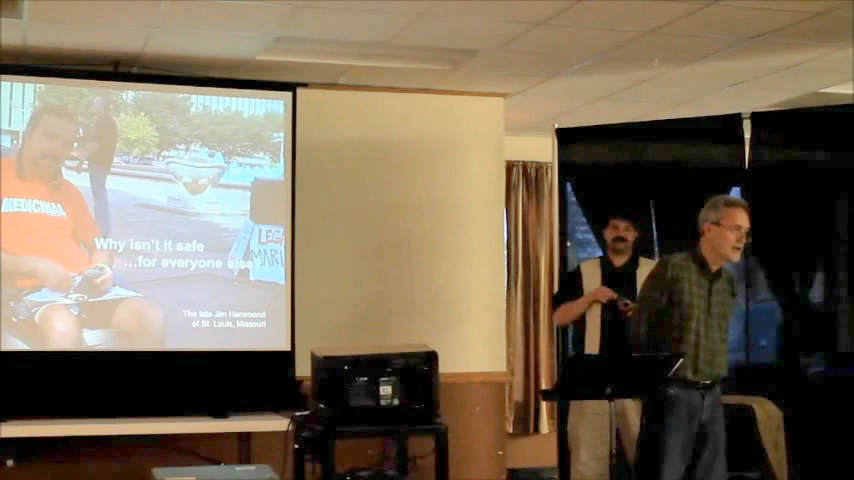 MEDICINAL
Why isn't it safe
...for everyone else
LEG
MARI
The late Jim Hammond
of St. Louis, Missouri